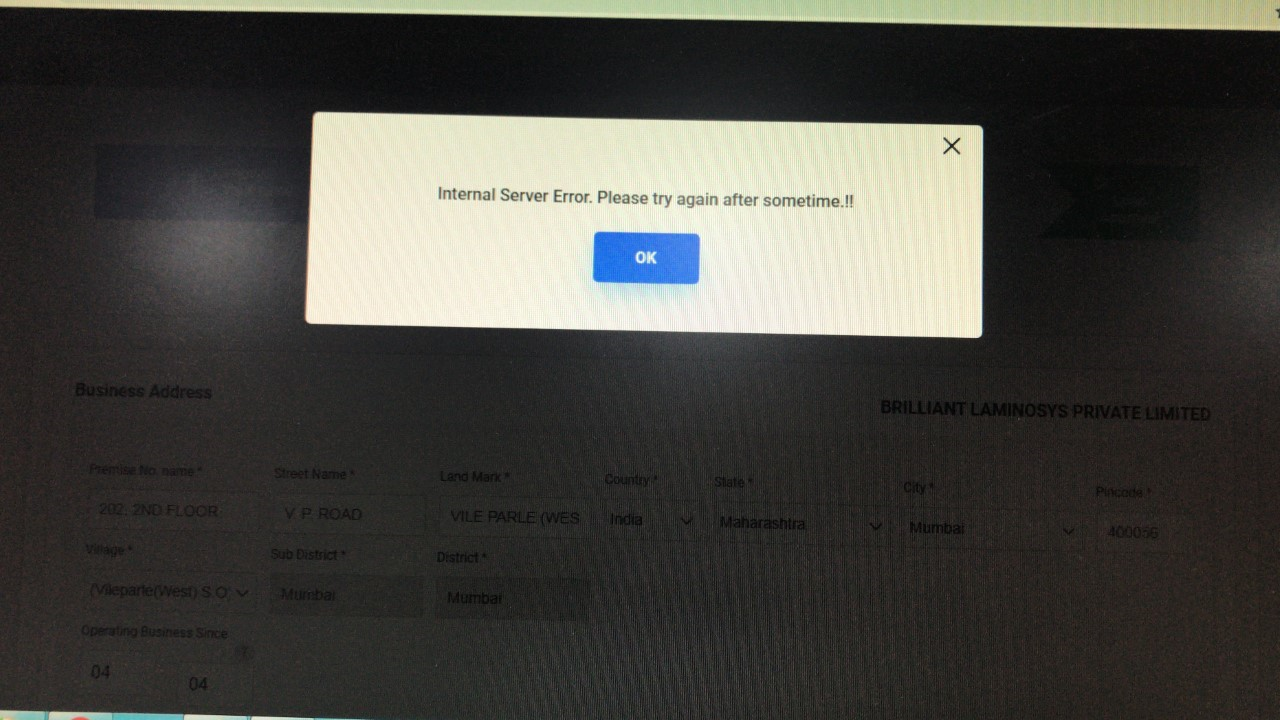 Internal Server Error. Please try again after sometime.!!
OK
Business Address
BRILLIANT LAMINOSYS PRIVATE LIMITED
Premise No. name *
Street Name *
Land Mark *
Country *
State *
City *
Pincode *
202, 2ND FLOOR
V P. ROAD
VILE PARLE (WES
India
Maharashtra
Mumbai
400056
Village *
Sub District *
District *
(Vileparle(West) S.O)
Mumbai
Mumbai
Operating Business Since
04
04